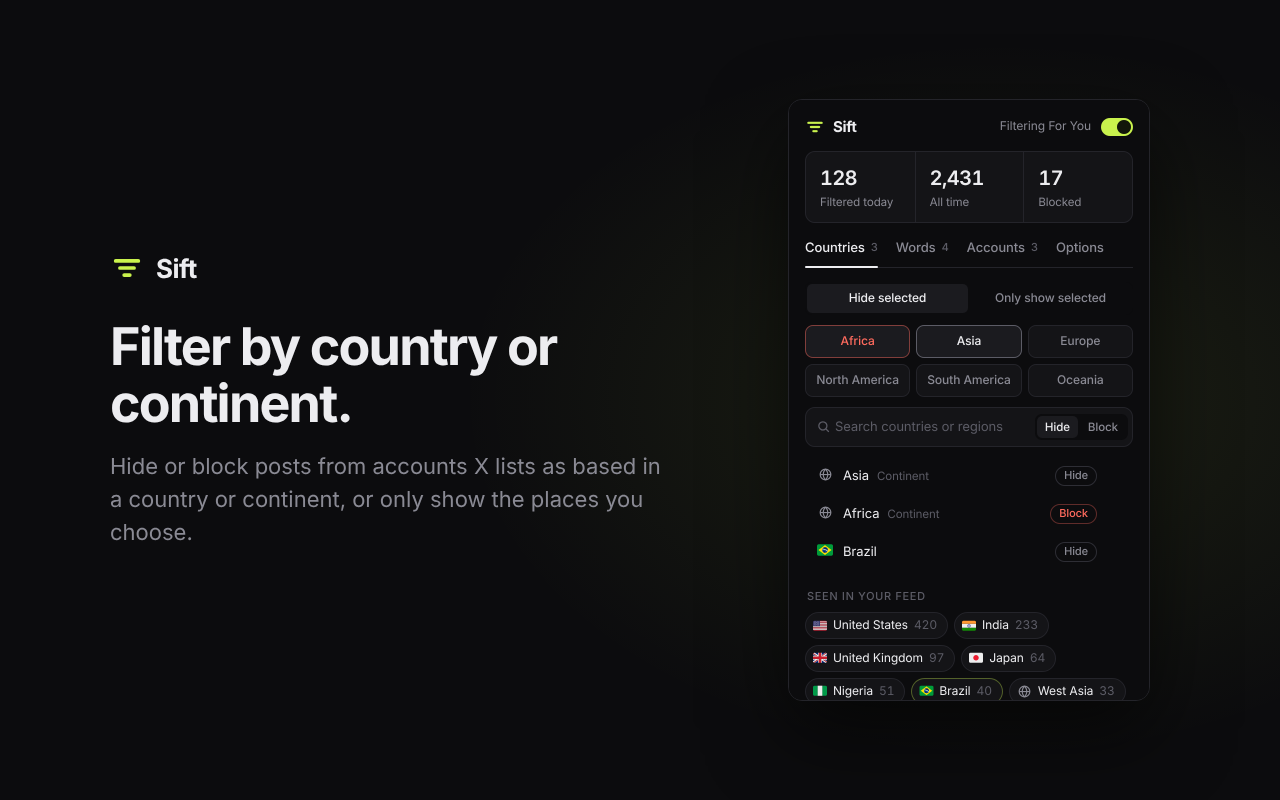 Sift
Filter by country or
continent.
Hide or block posts from accounts X lists as based in
a country or continent, or only show the places you
choose.
Sift Filtering For You
128 2,431 17
Filtered today All time Blocked
Countries 3 Words 4 Accounts 3 Options
Hide selected Only show selected
Africa Asia Europe
North America South America Oceania
Search countries or regions Hide Block
Asia Continent Hide
Africa Continent Block
Brazil Hide
SEEN IN YOUR FEED
United States 420 India 233
United Kingdom 97 Japan 64
Nigeria 51 Brazil 40 West Asia 33